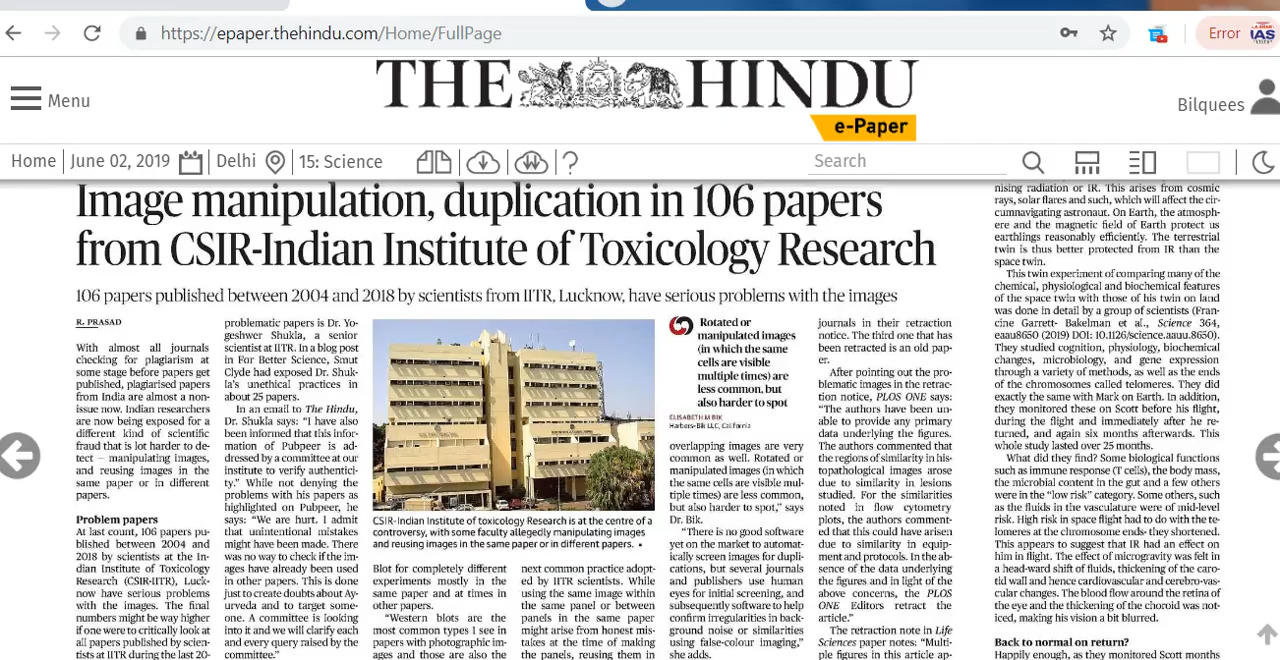 https://epaper.thehindu.com/Home/FullPage
Error
IAS
Menu
THE HINDU
e-Paper
Bilquees
Home
June 02, 2019
Delhi
15: Science
Search
Image manipulation, duplication in 106 papers
from CSIR-Indian Institute of Toxicology Research
106 papers published between 2004 and 2018 by scientists from IITR, Lucknow, have serious problems with the images
R. PRASAD
With almost all journals
checking for plagiarism at
some stage before papers get
published, plagiarised papers
from India are almost a non-
issue now. Indian researchers
are now being exposed for a
different kind of scientific
fraud that is lot harder to de-
tect – manipulating images,
and reusing images in the
same paper or in different
papers.
Problem papers
At last count, 106 papers pu-
blished between 2004 and
2018 by scientists at the In-
dian Institute of Toxicology
Research (CSIR-IITR), Luck-
now have serious problems
with the images. The final
numbers might be way higher
if one were to critically look at
all papers published by scien-
tists at IITR during the last 20-
problematic papers is Dr. Yo-
geshwer Shukla, a senior
scientist at IITR. In a blog post
in For Better Science, Smut
Clyde had exposed Dr. Shuk-
la's unethical practices in
about 25 papers.
In an email to The Hindu,
Dr. Shukla says: "I have also
been informed that this infor-
mation of Pubpeer is ad-
dressed by a committee at our
institute to verify authentici-
ty." While not denying the
problems with his papers as
highlighted on Pubpeer, he
says: "We are hurt. I admit
that unintentional mistakes
might have been made. There
was no way to check if the im-
ages have already been used
in other papers. This is done
just to create doubts about Ay-
urveda and to target some-
one. A committee is looking
into it and we will clarify each
and every query raised by the
committee."
CSIR-Indian Institute of toxicology Research is at the centre of a
controversy, with some faculty allegedly manipulating images
and reusing images in the same paper or in different papers.
Blot for completely different
experiments mostly in the
same paper and at times in
other papers.
"Western blots are the
most common types I see in
papers with photographic im-
ages and those are also the
next common practice adopt-
ed by IITR scientists. While
using the same image within
the same panel or between
panels in the same paper
might arise from honest mis-
takes at the time of making
the panels, reusing them in
Rotated or
manipulated images
(in which the same
cells are visible
multiple times) are
less common, but
also harder to spot
ELISABETH M BIK
Harbers-Bik LLC, California
overlapping images are very
common as well. Rotated or
manipulated images (in which
the same cells are visible mul-
tiple times) are less common,
but also harder to spot," says
Dr. Bik.
"There is no good software
yet on the market to automat-
ically screen images for dupli-
cations, but several journals
and publishers use human
eyes for initial screening, and
subsequently software to help
confirm irregularities in back-
ground noise or similarities
using false-colour imaging,"
she adds.
journals in their retraction
notice. The third one that has
been retracted is an old pap-
er.
After pointing out the pro-
blematic images in the retrac-
tion notice, PLOS ONE says:
"The authors have been un-
able to provide any primary
data underlying the figures.
The authors commented that
the regions of similarity in his-
topathological images arose
due to similarity in lesions
studied. For the similarities
noted in flow cytometry
plots, the authors comment-
ed that this could have arisen
due to similarity in equip-
ment and protocols. In the ab-
sence of the data underlying
the figures and in light of the
above concerns, the PLOS
ONE Editors retract the
article."
The retraction note in Life
Sciences paper notes: "Multi-
ple figures in this article ap-
nising radiation or IR. This arises from cosmic
rays, solar flares and such, which will affect the cir-
cumnavigating astronaut. On Earth, the atmosph-
ere and the magnetic field of Earth protect us
earthlings reasonably efficiently. The terrestrial
twin is thus better protected from IR than the
space twin.
This twin experiment of comparing many of the
chemical, physiological and biochemical features
of the space twin with those of his twin on land
was done in detail by a group of scientists (Fran-
cine Garrett- Bakelman et al., Science 364,
eaau8650 (2019) DOI: 10.1126/science.aaau.8650).
They studied cognition, physiology, biochemical
changes, microbiology, and gene expression
through a variety of methods, as well as the ends
of the chromosomes called telomeres. They did
exactly the same with Mark on Earth. In addition,
they monitored these on Scott before his flight,
during the flight and immediately after he re-
turned, and again six months afterwards. This
whole study lasted over 25 months.
What did they find? Some biological functions
such as immune response (T cells), the body mass,
the microbial content in the gut and a few others
were in the "low risk" category. Some others, such
as the fluids in the vasculature were of mid-level
risk. High risk in space flight had to do with the te-
lomeres at the chromosome ends- they shortened.
This appears to suggest that IR had an effect on
him in flight. The effect of microgravity was felt in
a head-ward shift of fluids, thickening of the caro-
tid wall and hence cardiovascular and cerebro-vas-
cular changes. The blood flow around the retina of
the eye and the thickening of the choroid was not-
iced, making his vision a bit blurred.
Back to normal on return?
Happily enough, as they monitored Scott months